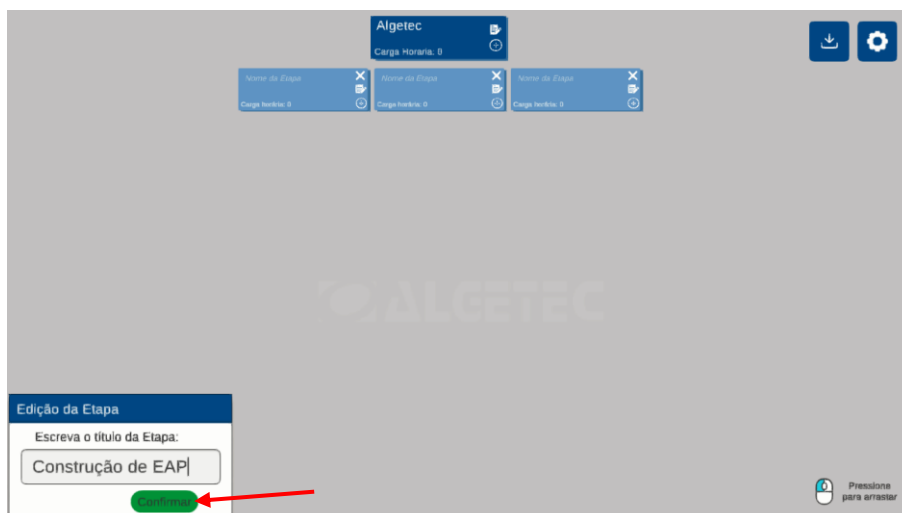 Algetec
Carga Horaria: 0
Nome da Etapa
Carga horária: 0
Nome da Etapa
Carga horária: 0
Nome da Etapa
Carga horária: 0
ALGETEC
Edição da Etapa
Escreva o título da Etapa:
Construção de EAP
Confirmar
Pressione
para arrastar